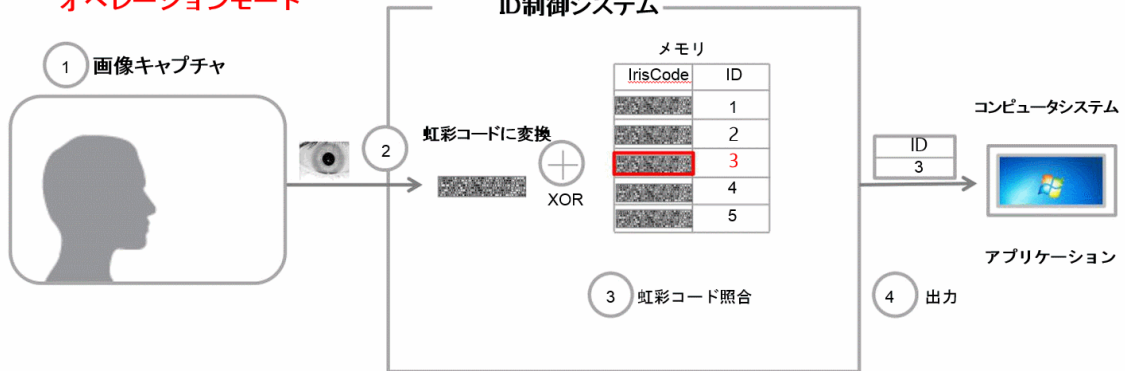 オペレーションモード
ID制御システム
1 画像キャプチャ
メモリ
IrisCode ID
1
2
3
4
5
2 虹彩コードに変換
XOR
3 虹彩コード照合
ID
3
4 出力
コンピュータシステム
アプリケーション